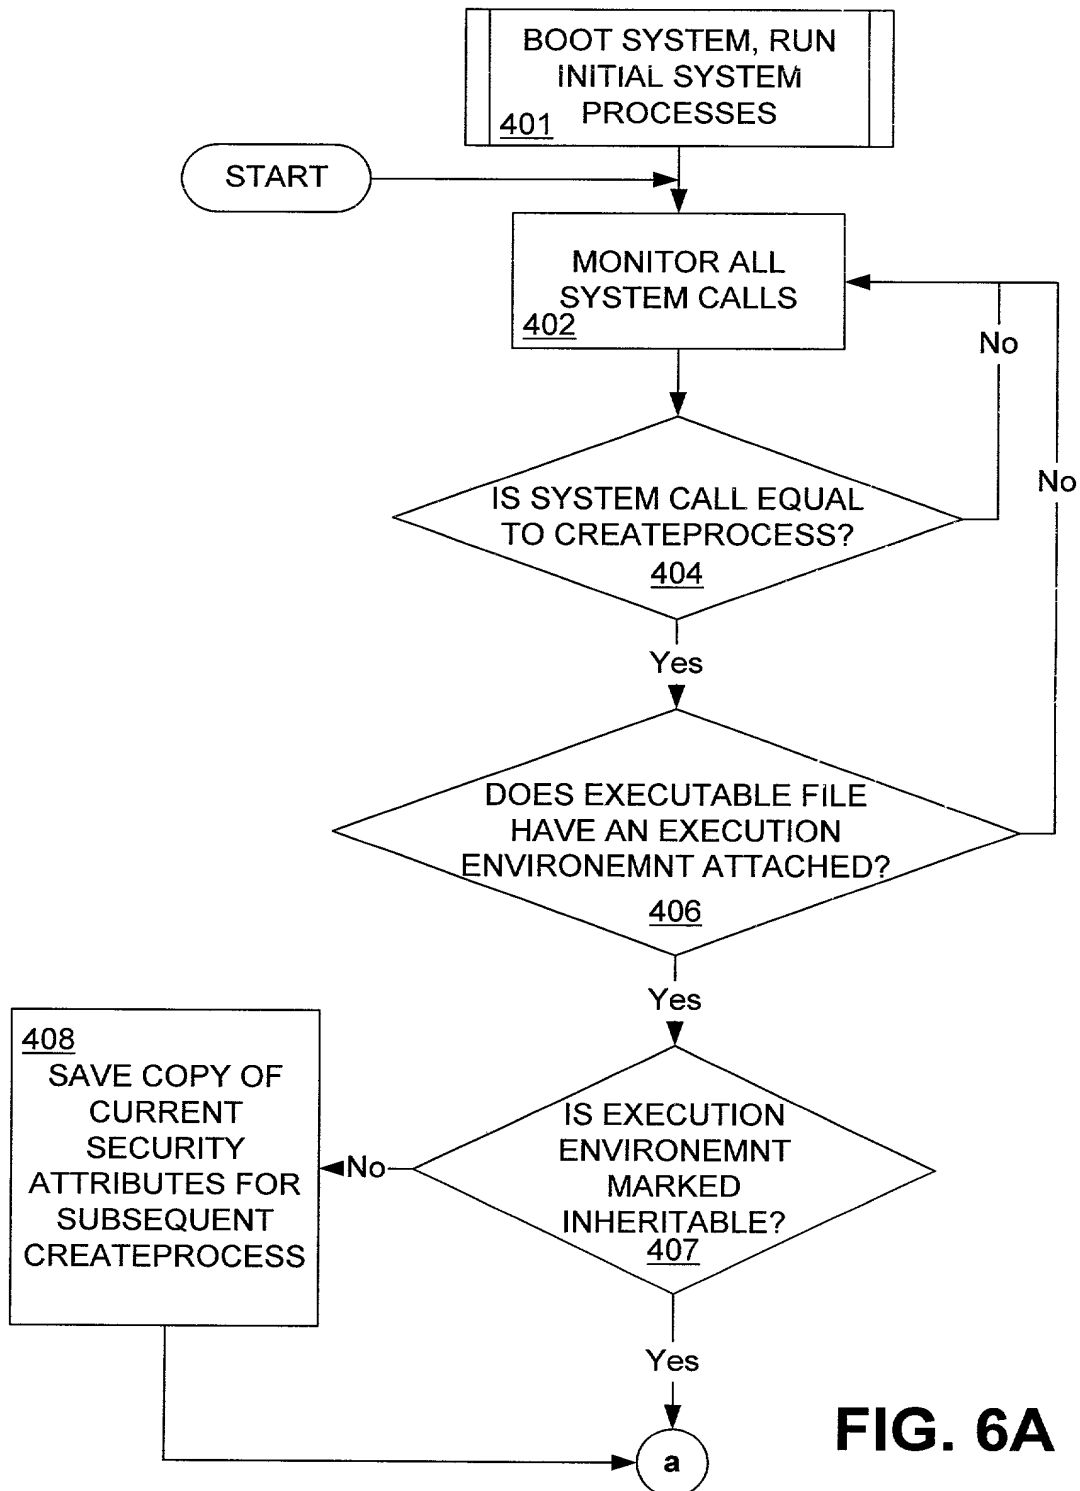 BOOT SYSTEM, RUN
INITIAL SYSTEM
PROCESSES
401
START
MONITOR ALL
SYSTEM CALLS
402
No
No
IS SYSTEM CALL EQUAL
TO CREATEPROCESS?
404
Yes
DOES EXECUTABLE FILE
HAVE AN EXECUTION
ENVIRONEMNT ATTACHED?
406
Yes
408
SAVE COPY OF
CURRENT
SECURITY
ATTRIBUTES FOR
SUBSEQUENT
CREATEPROCESS
No
IS EXECUTION
ENVIRONEMNT
MARKED
INHERITABLE?
407
Yes
a
FIG. 6A